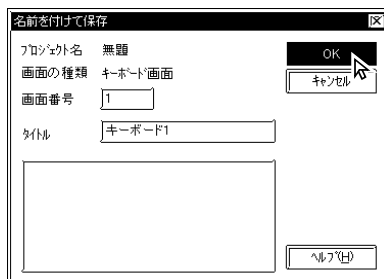 名前を付けて保存
プロジェクト名 無題
OK
画面の種類 キーボード画面
キャンセル
画面番号 1
タイトル キーボード1
ヘルプ(H)